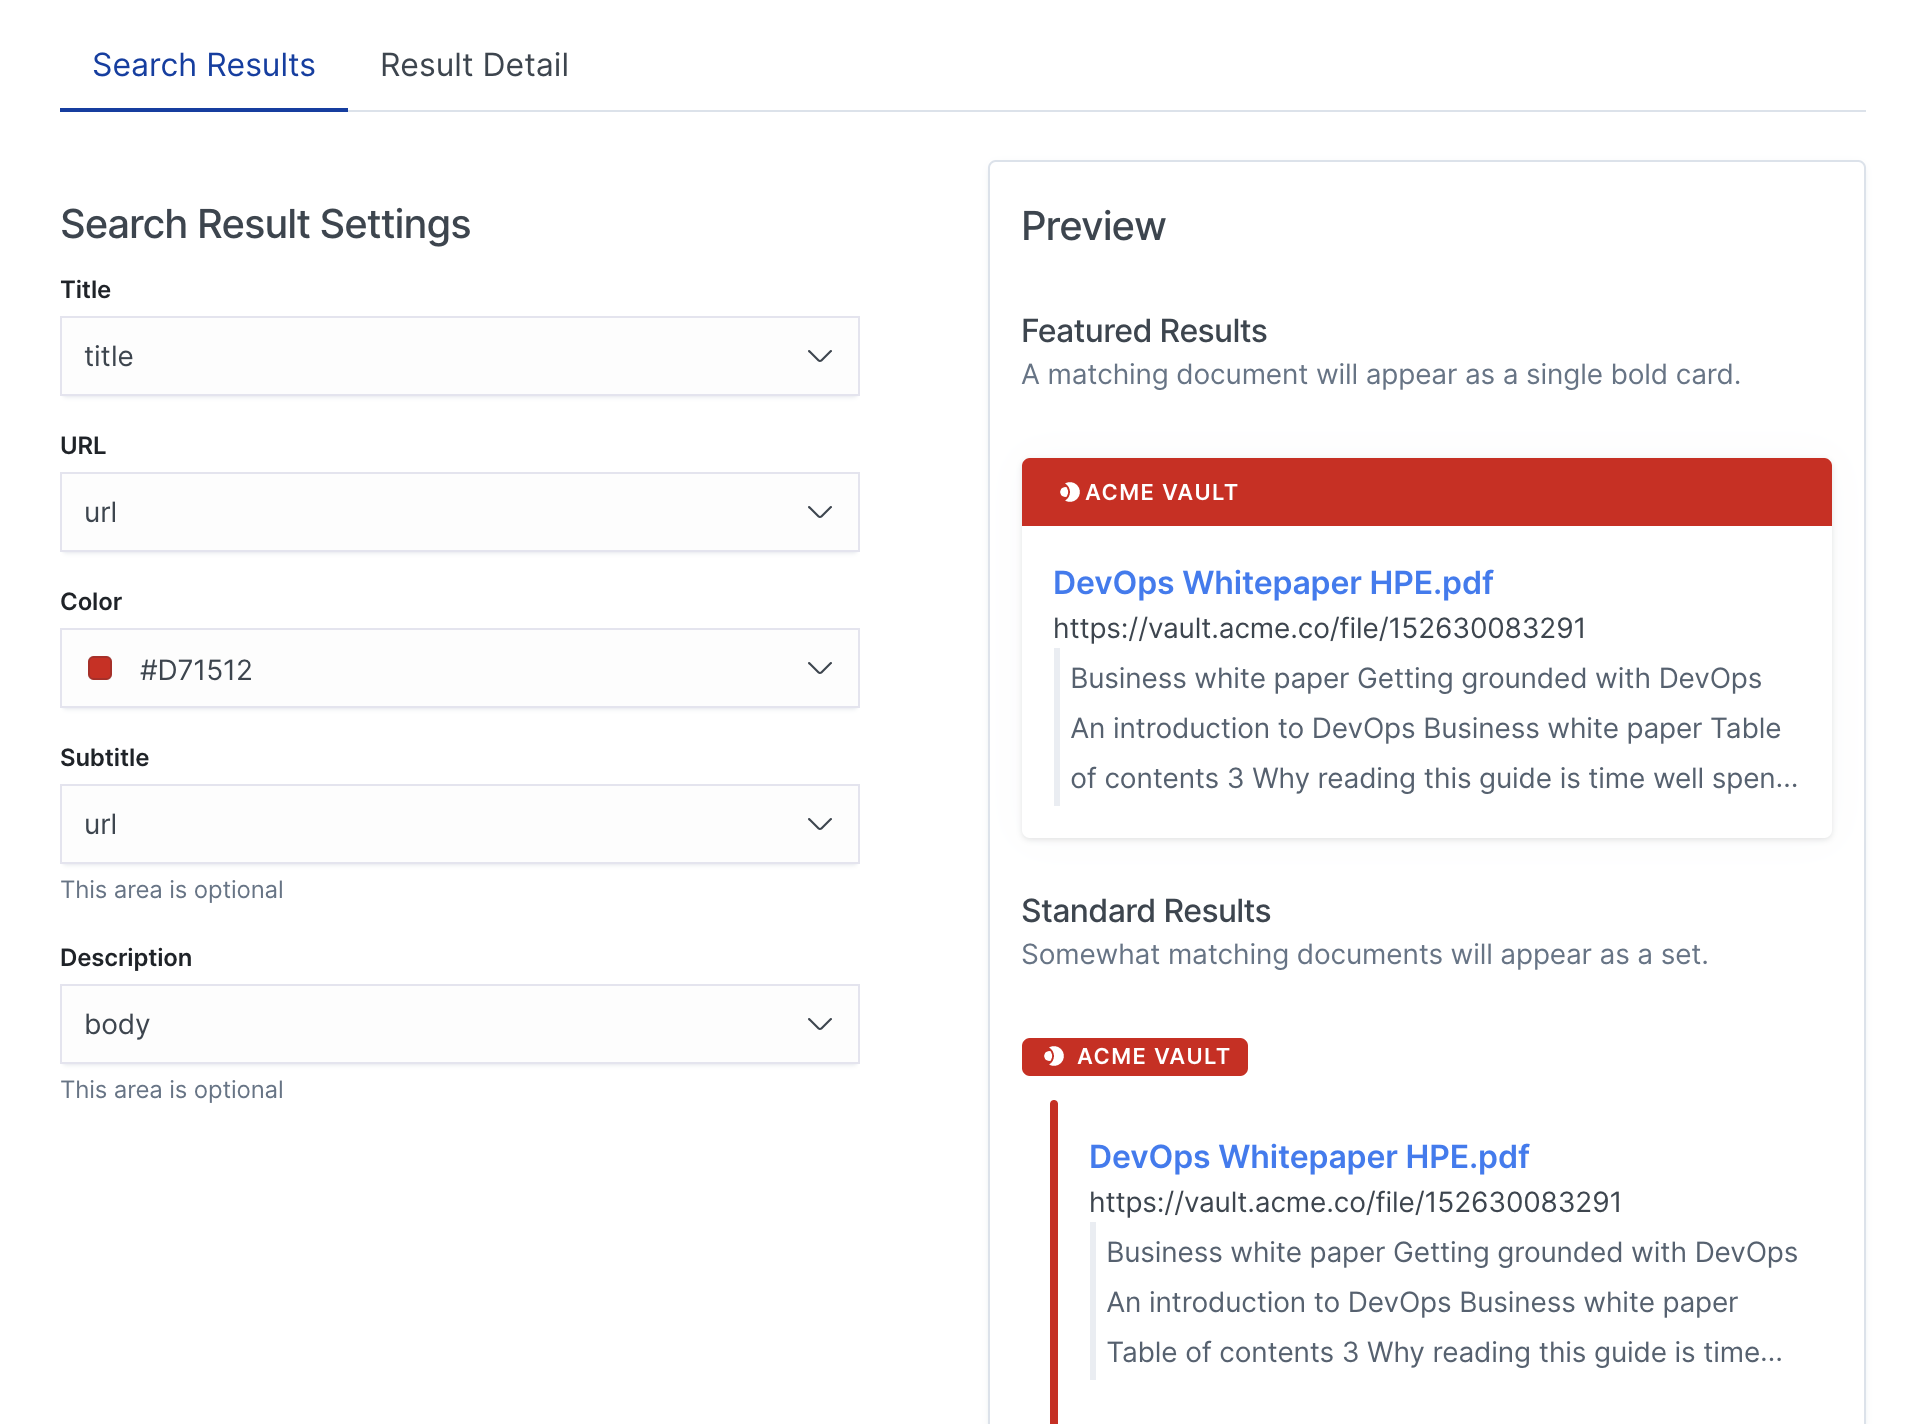 Search Results
Result Detail
Search Result Settings
Title
title
URL
url
Color
#D71512
Subtitle
url
This area is optional
Description
body
This area is optional
Preview
Featured Results
A matching document will appear as a single bold card.
ACME VAULT
DevOps Whitepaper HPE.pdf
https://vault.acme.co/file/152630083291
Business white paper Getting grounded with DevOps
An introduction to DevOps Business white paper Table
of contents 3 Why reading this guide is time well spen...
Standard Results
Somewhat matching documents will appear as a set.
ACME VAULT
DevOps Whitepaper HPE.pdf
https://vault.acme.co/file/152630083291
Business white paper Getting grounded with DevOps
An introduction to DevOps Business white paper
Table of contents 3 Why reading this guide is time...